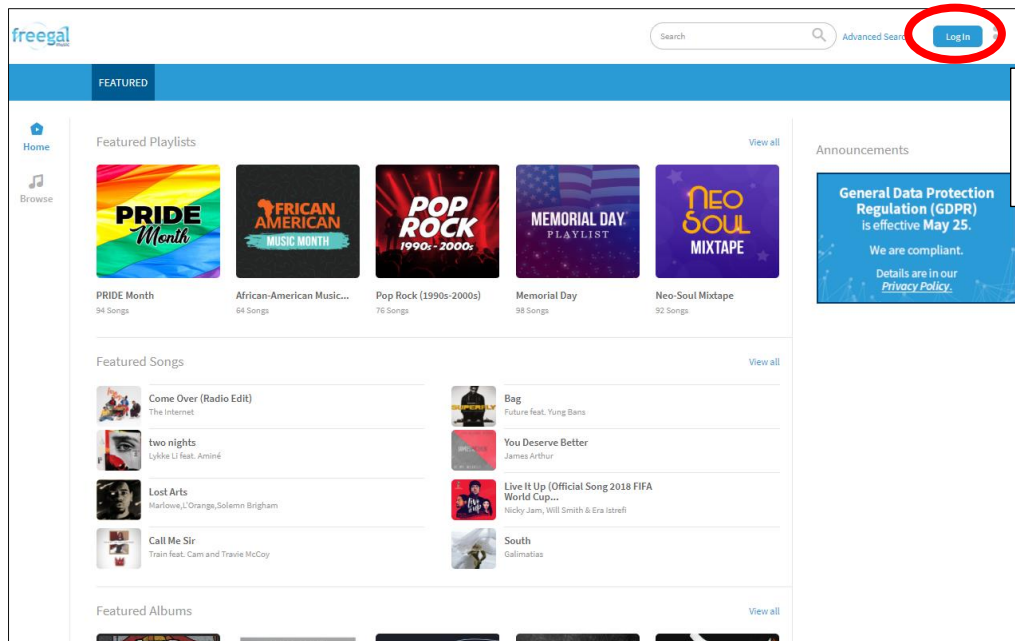 freegal
music
Search
Advanced Sear
Log In
FEATURED
Home
Browse
Featured Playlists
View all
PRIDE
Month
AFRICAN
AMERICAN
MUSIC MONTH
POP
ROCK
1990s - 2000s
MEMORIAL DAY
PLAYLIST
NEO
SOUL
MIXTAPE
PRIDE Month
94 Songs
African-American Music...
64 Songs
Pop Rock (1990s-2000s)
76 Songs
Memorial Day
98 Songs
Neo-Soul Mixtape
92 Songs
Announcements
General Data Protection
Regulation (GDPR)
is effective May 25.
We are compliant.
Details are in our
Privacy Policy.
Featured Songs
View all
Come Over (Radio Edit)
The Internet
two nights
Lykke Li feat. Aminé
Lost Arts
Marlowe,L'Orange,Solemn Brigham
Call Me Sir
Train feat. Cam and Travie McCoy
SUPERFLY
Bag
Future feat. Yung Bans
You Deserve Better
James Arthur
Live It Up (Official Song 2018 FIFA
World Cup...
Nicky Jam, Will Smith & Era Istrefi
South
Galimatias
Featured Albums
View all